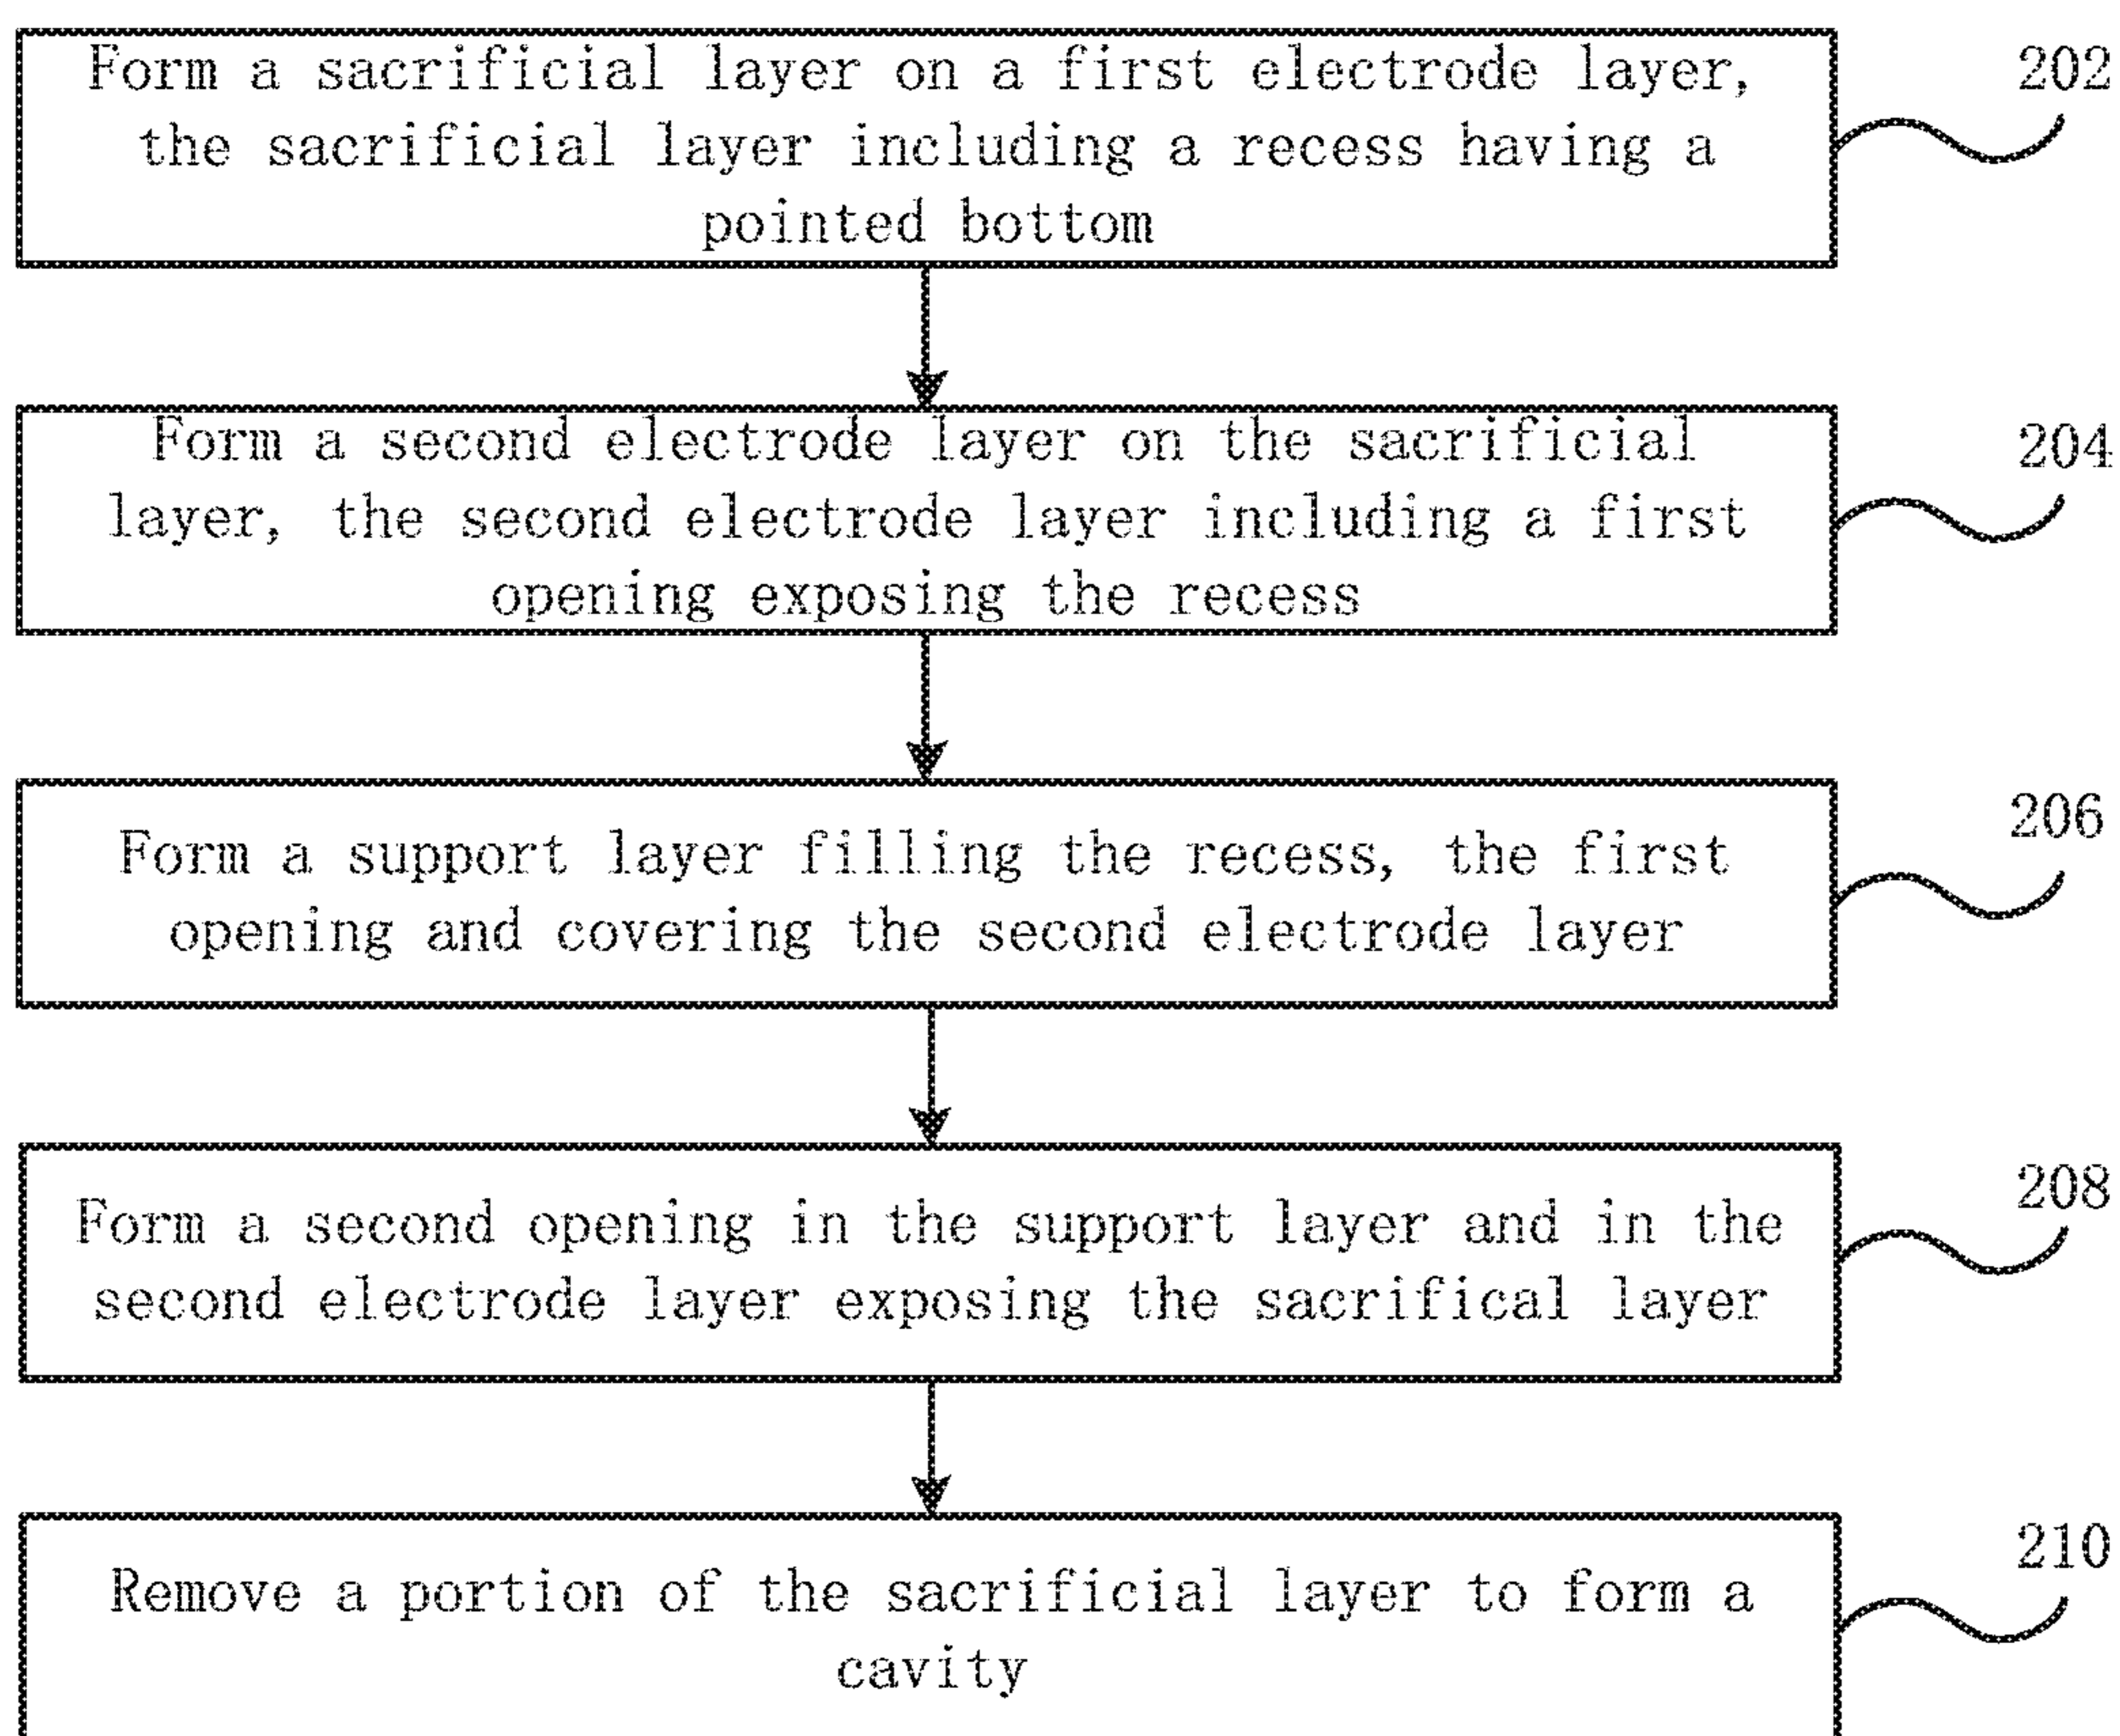 Form a sacrificial layer on a first electrode layer,
the sacrificial layer including a recess having a
pointed bottom
202
Form a second electrode layer on the sacrificial
layer, the second electrode layer including a first
opening exposing the recess
204
Form a support layer filling the recess, the first
opening and covering the second electrode layer
206
Form a second opening in the support layer and in the
second electrode layer exposing the sacrifical layer
208
Remove a portion of the sacrificial layer to form a
cavity
210